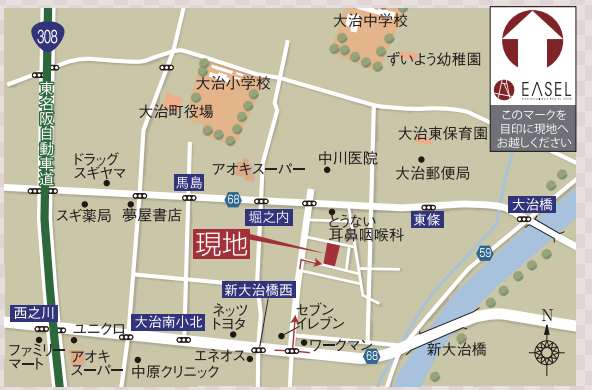 308
東名阪自動車道
大治中学校
ずいよう幼稚園
大治小学校
大治町役場
EASEL
このマークを
目印に現地へ
お越しください
大治東保育園
大治郵便局
中川医院
アオキスーパー
ドラッグ
スギヤマ
馬島
68
堀之内
スギ薬局
夢屋書店
とうない
耳鼻咽喉科
東條
大治橋
現地
59
新大治橋西
西之川
大治南小北
ネッツ
トヨタ
セブン
イレブン
ユニクロ
ファミリー
マート
アオキ
スーパー
中原クリニック
エネオス
ワークマン
68
新大治橋
N